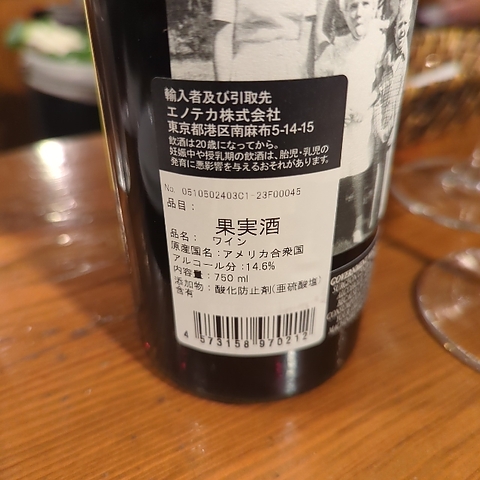 輸入者及び引取先
エノテカ株式会社
東京都港区南麻布5-14-15
飲酒は20歳になってから。
妊娠中や授乳期の飲酒は、胎児・乳児の
発育に悪影響を与えるおそれがあります。
No. 0510502403C1-23F00045
品目：
果実酒
品名： ワイン
原産国名：アメリカ合衆国
アルコール分：14.6%
内容量：750 ml
添加物：酸化防止剤(亜硫酸塩)
含有
4 573158 970212